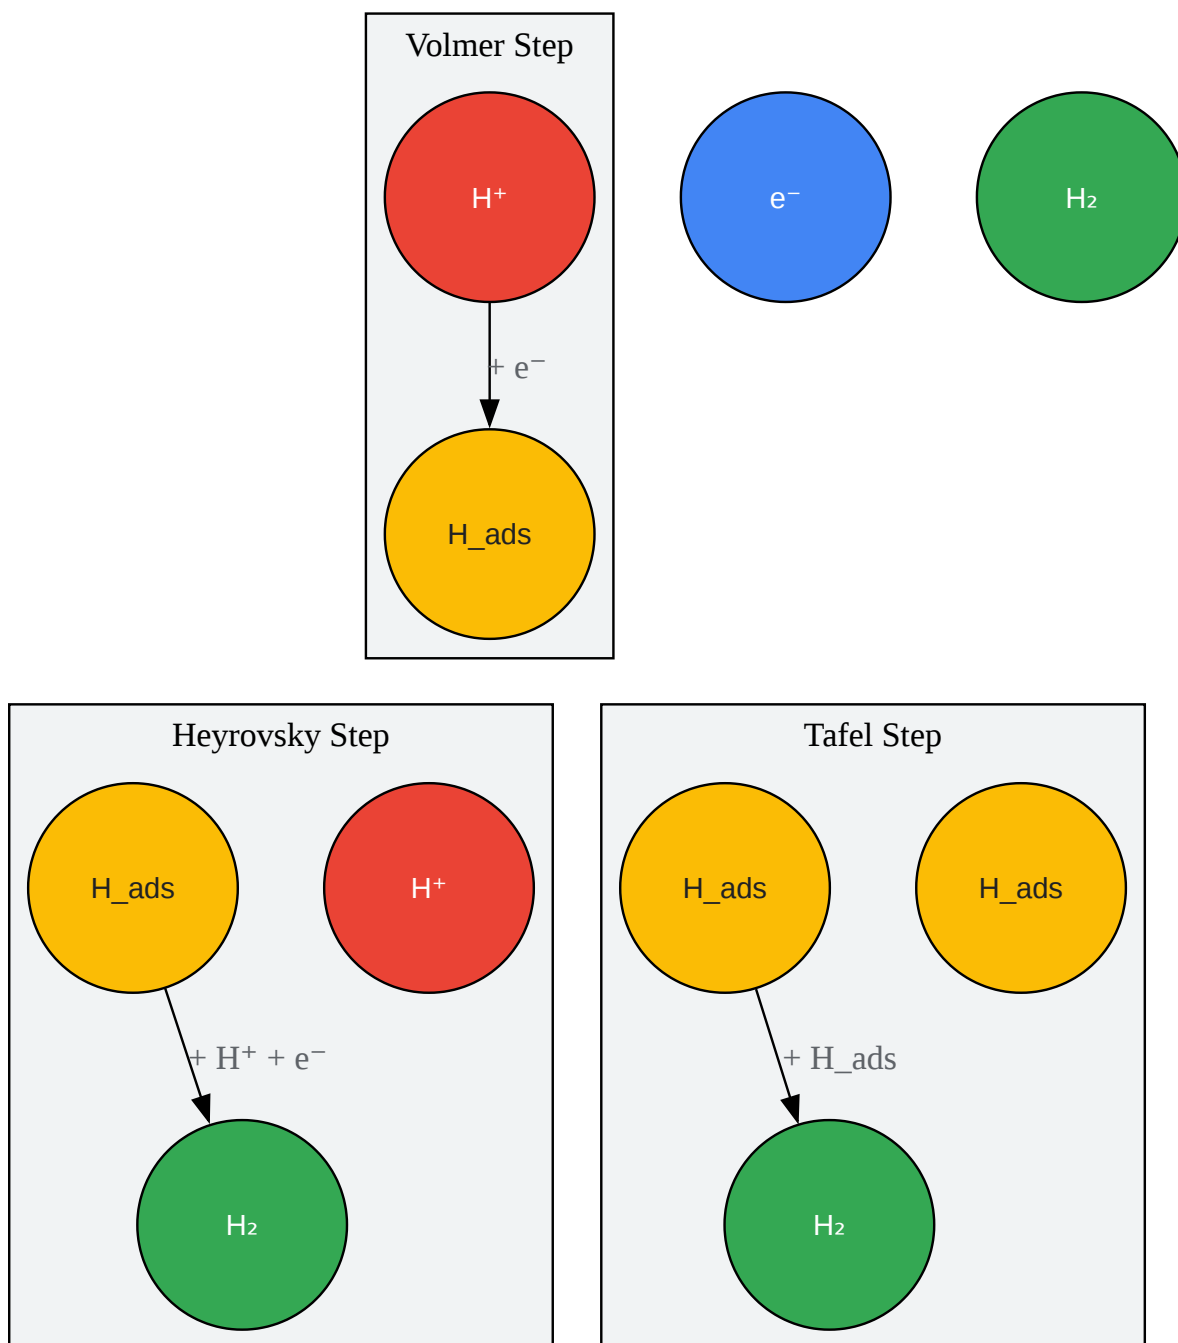 Volmer Step
H⁺
e⁻
H₂
+ e⁻
H_ads
Heyrovsky Step
H_ads
H⁺
+ H⁺ + e⁻
H₂
Tafel Step
H_ads
H_ads
+ H_ads
H₂